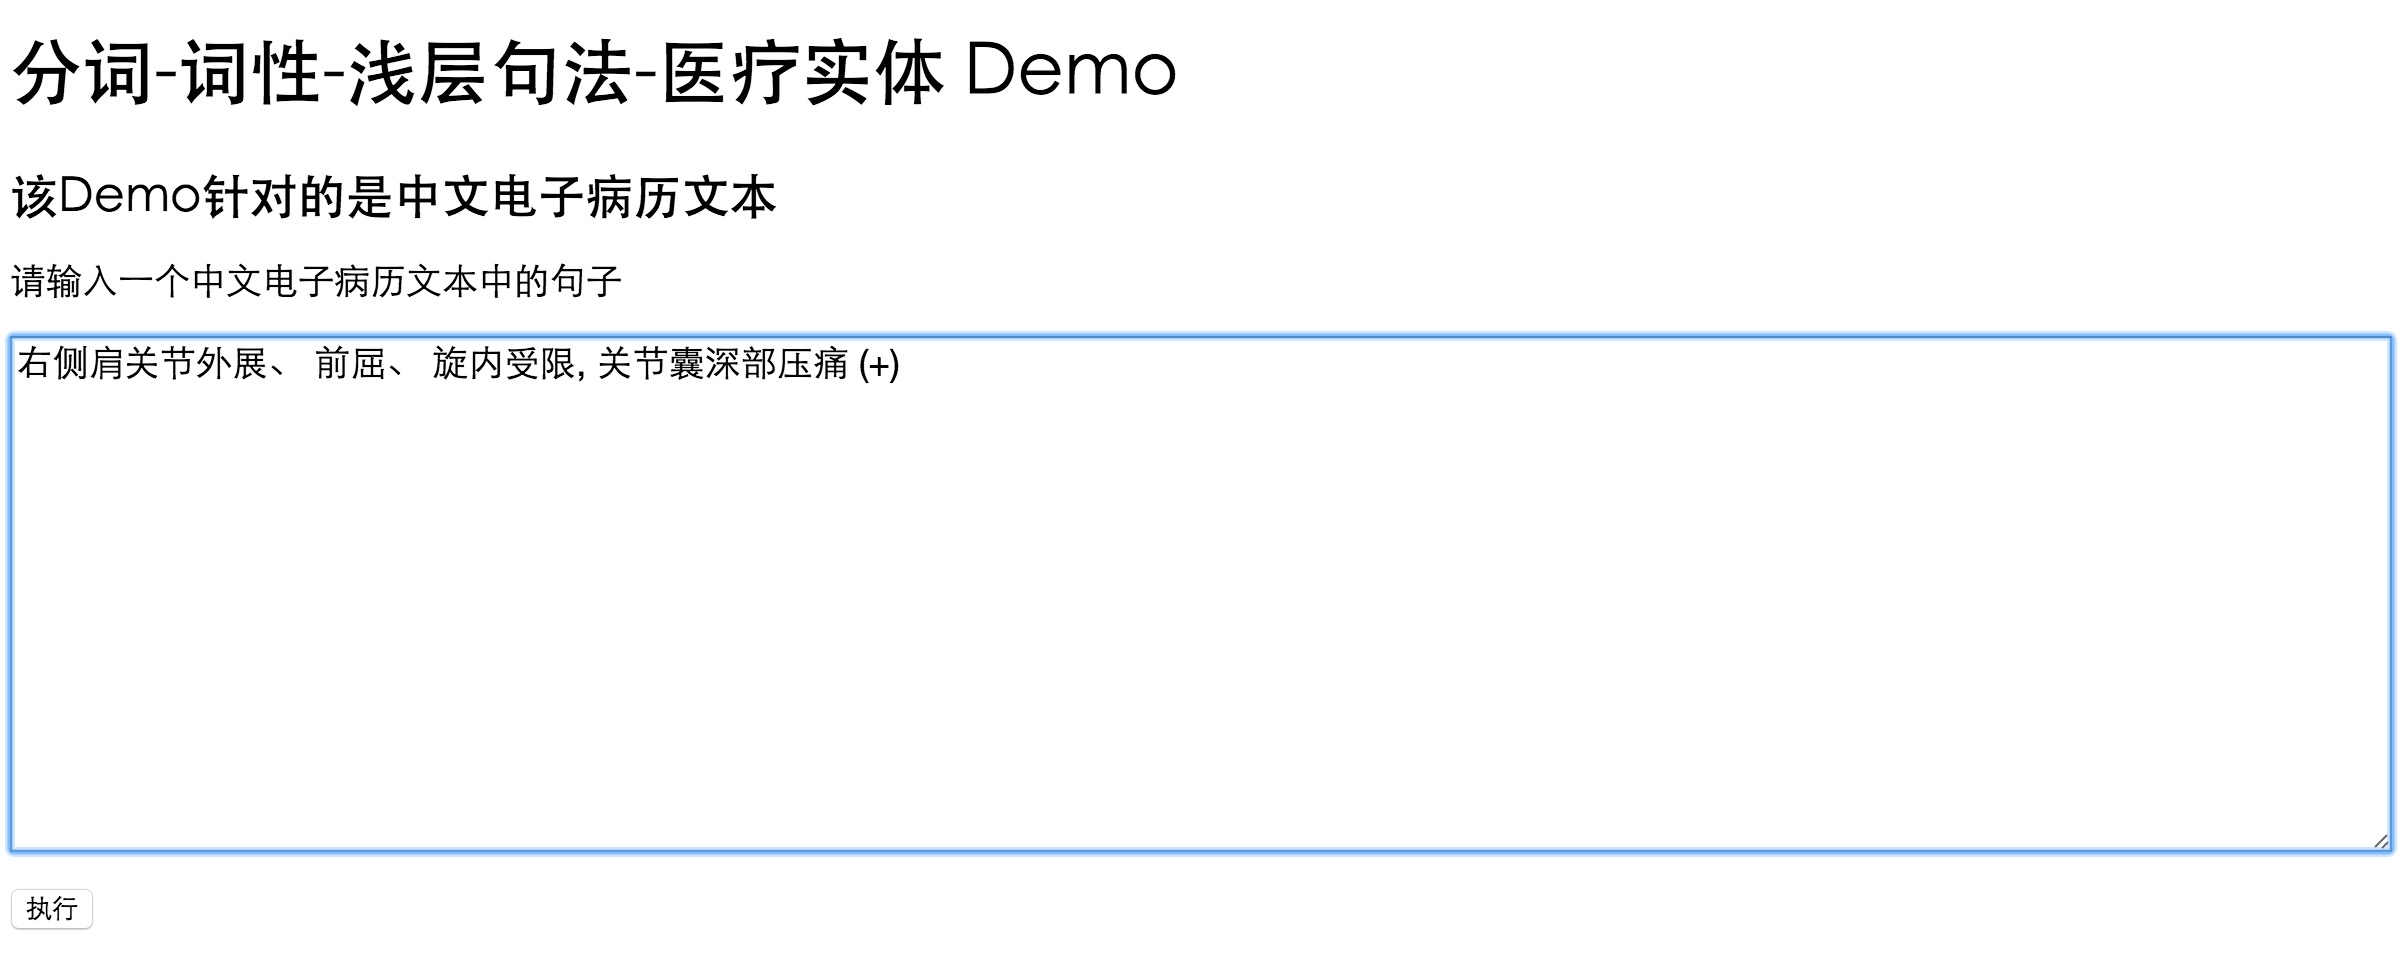 分词-词性-浅层句法-医疗实体 Demo
该Demo针对的是中文电子病历文本
请输入一个中文电子病历文本中的句子
右侧肩关节外展、 前屈、 旋内受限, 关节囊深部压痛 (+)
执行